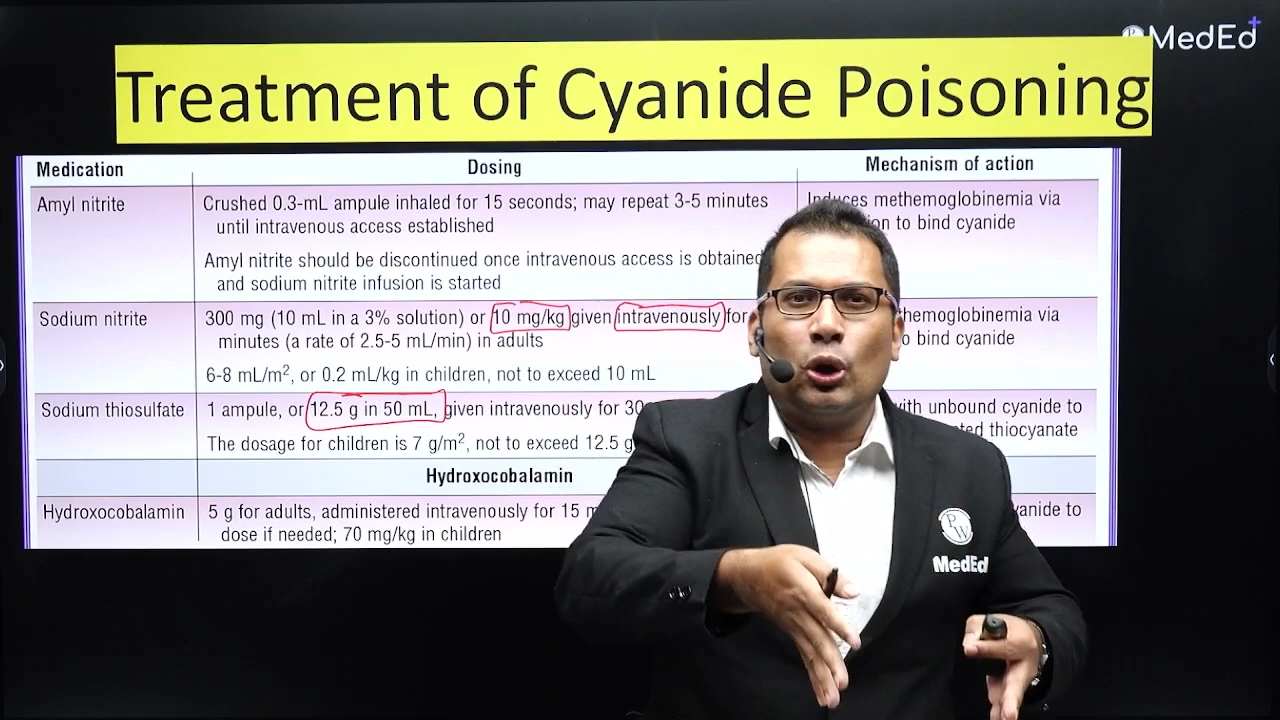 MedEd
Treatment of Cyanide Poisoning
Medication Dosing Mechanism of action
Amyl nitrite
Crushed 0.3-mL ampule inhaled for 15 seconds; may repeat 3-5 minutes
until intravenous access established
Amyl nitrite should be discontinued once intravenous access is obtained
and sodium nitrite infusion is started
Induces methemoglobinemia via
to bind cyanide
Sodium nitrite
300 mg (10 mL in a 3% solution) or 10 mg/kg given intravenously for
minutes (a rate of 2.5-5 mL/min) in adults
6-8 mL/m², or 0.2 mL/kg in children, not to exceed 10 mL
via
bind cyanide
Sodium thiosulfate
1 ampule, or 12.5 g in 50 mL, given intravenously for 30
The dosage for children is 7 g/m², not to exceed 12.5 g
with unbound cyanide to
thiocyanate
Hydroxocobalamin
Hydroxocobalamin
5 g for adults, administered intravenously for 15
dose if needed; 70 mg/kg in children
to
PW
MedEd